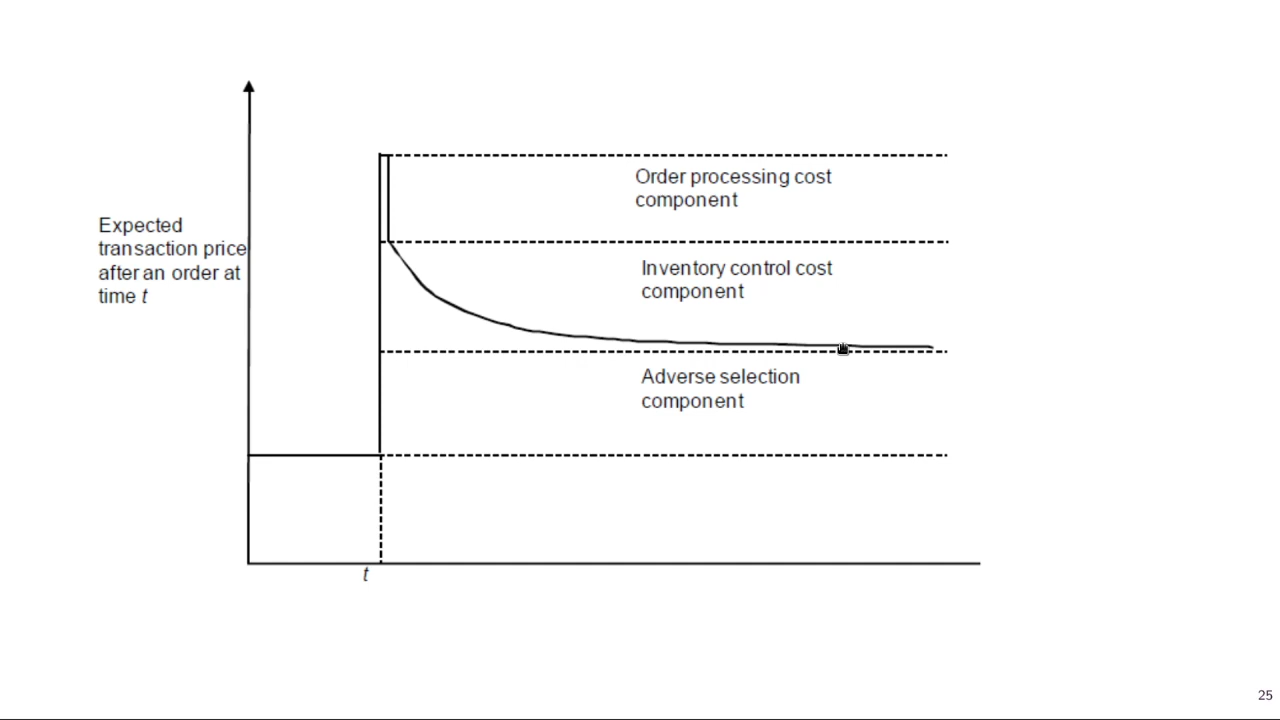 Order processing cost
component
Expected
transaction price
after an order at
time t
Inventory control cost
component
Adverse selection
component
t
25